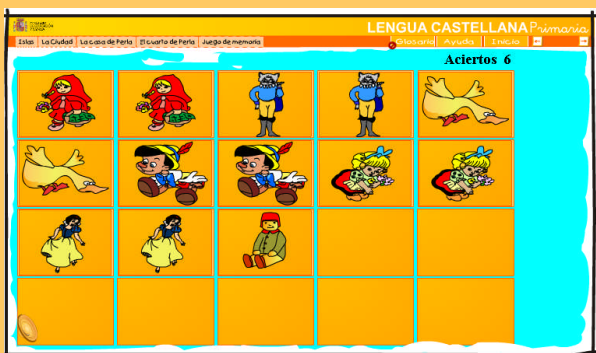 LENGUA CASTELLANA Primaria
Islas La Ciudad La casa de Perla El cuarto de Perla Juego de memoria Glosario Ayuda Inicio
Aciertos 6